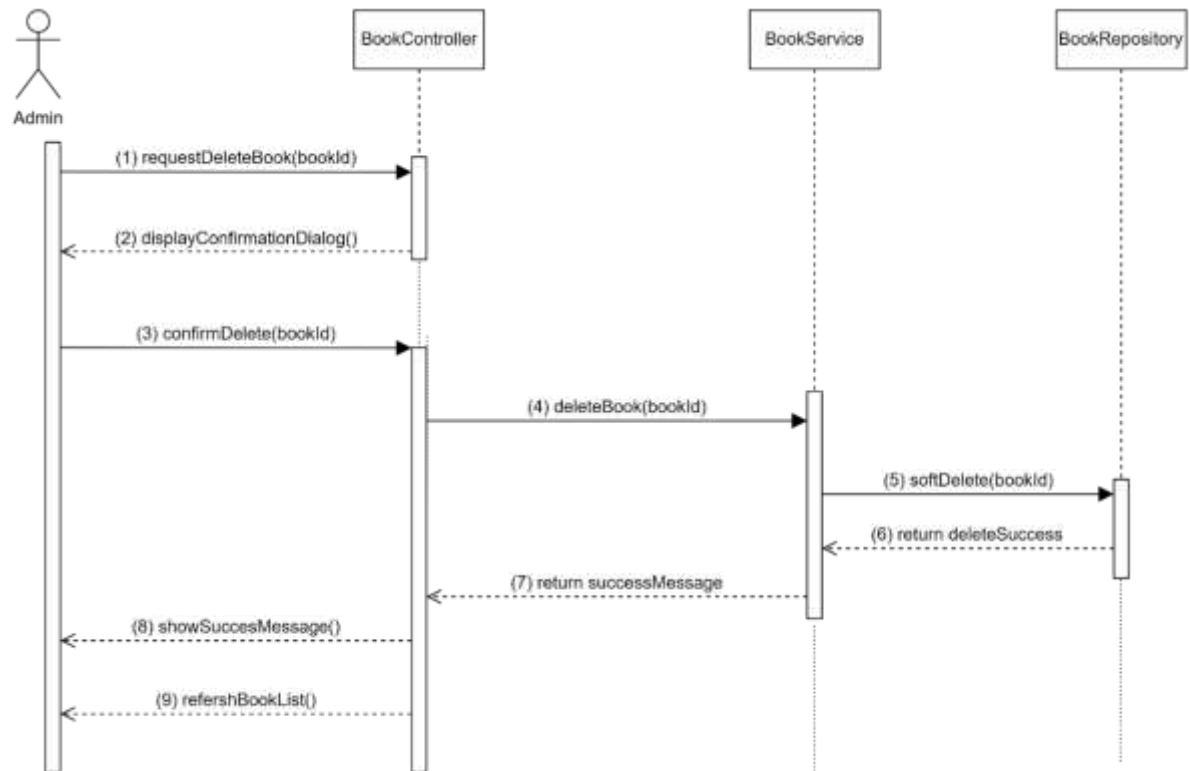 BookController
BookService
BookRepository
Admin
(1) requestDeleteBook(bookId)
(2) displayConfirmationDialog()
(3) confirmDelete(bookId)
(4) deleteBook(bookId)
(5) softDelete(bookId)
(6) return deleteSuccess
(7) return successMessage
(8) showSuccesMessage()
(9) refershBookList()